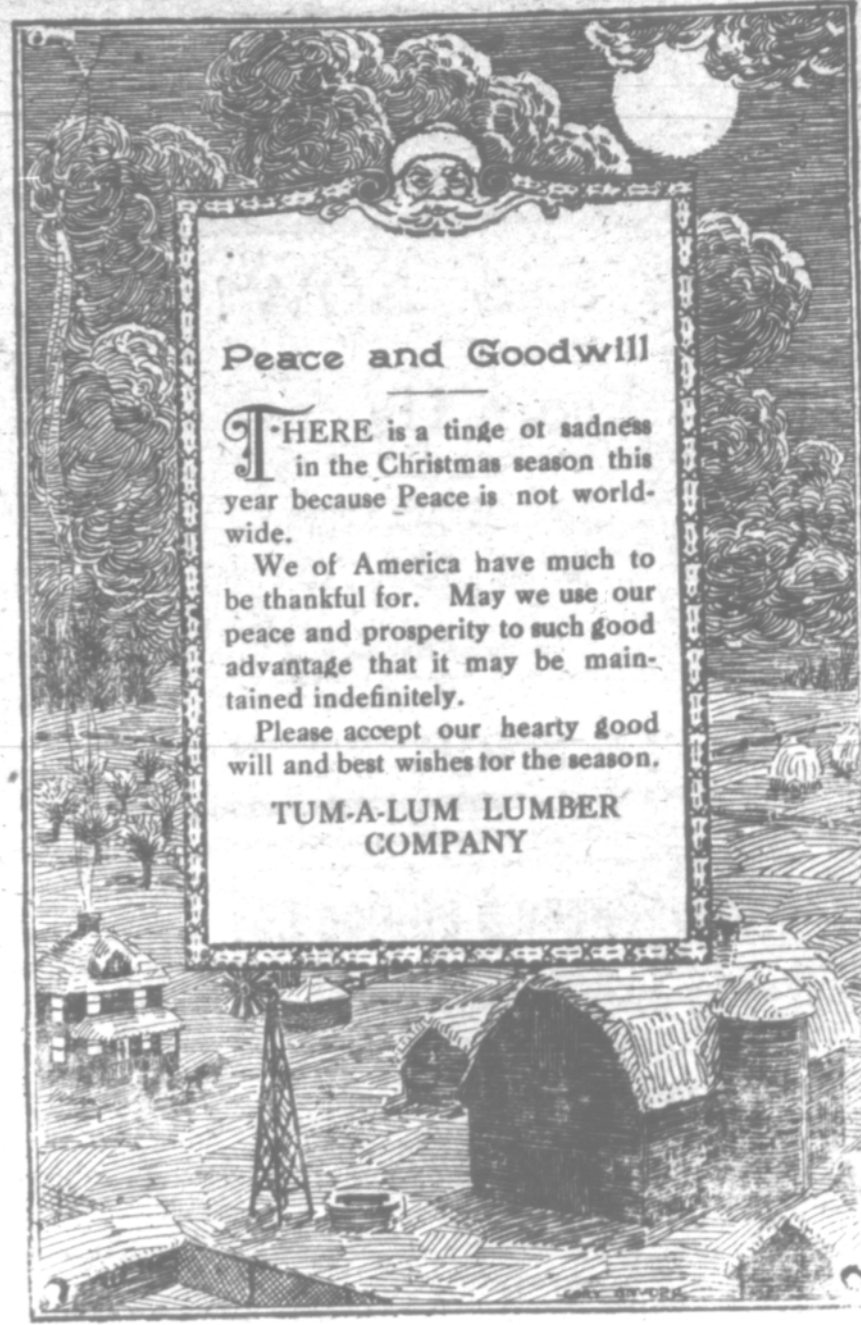 Peace and Goodwill
THERE is a tinge of sadness
in the Christmas season this
year because Peace is not world-
wide.
We of America have much to
be thankful for. May we use our
peace and prosperity to such good
advantage that it may be main-
tained indefinitely.
Please accept our hearty good
will and best wishes for the season.
TUM-A-LUM LUMBER
COMPANY